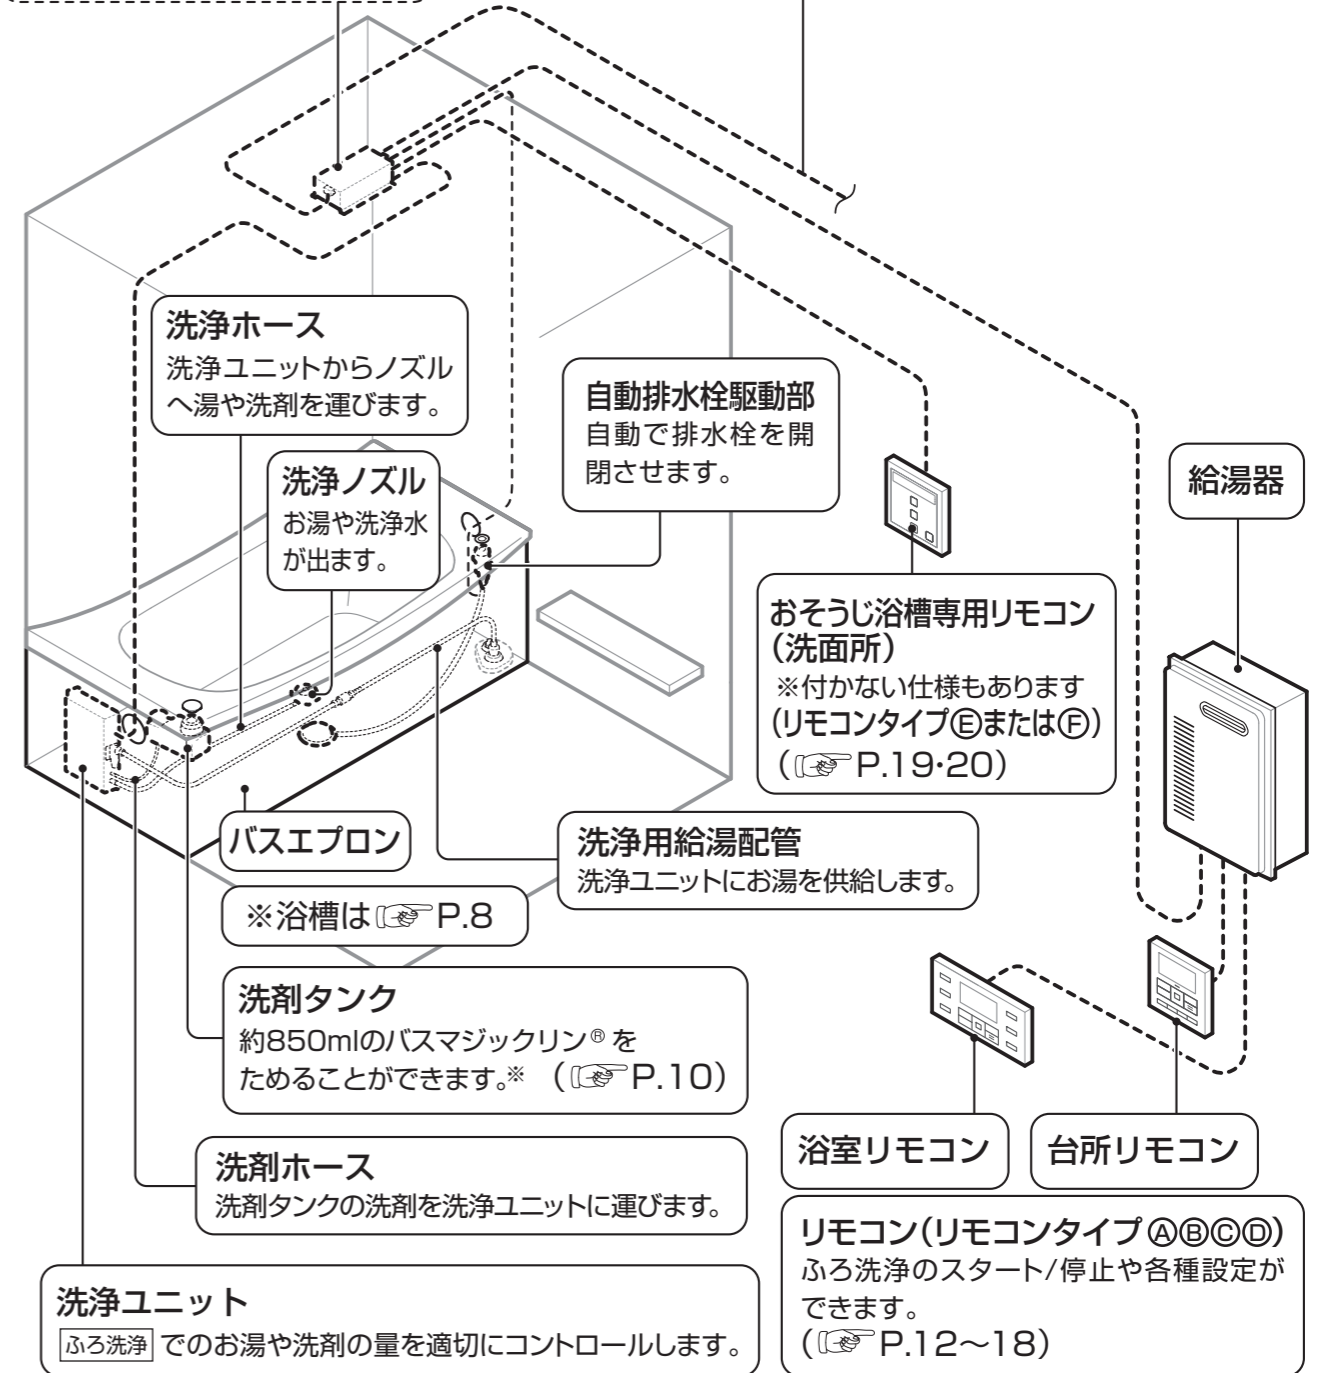 洗浄ホース
洗浄ユニットからノズル
へ湯や洗剤を運びます。
自動排水栓駆動部
自動で排水栓を開
閉させます。
洗浄ノズル
お湯や洗浄水
が出ます。
給湯器
おそうじ浴槽専用リモコン
(洗面所)
※付かない仕様もあります
(リモコンタイプⒺまたはⒻ)
(☞P.19・20)
バスエプロン
洗浄用給湯配管
洗浄ユニットにお湯を供給します。
※浴槽は☞P.8
洗剤タンク
約850mlのバスマジックリン®を
ためることができます。※ (☞P.10)
浴室リモコン
台所リモコン
洗剤ホース
洗剤タンクの洗剤を洗浄ユニットに運びます。
リモコン(リモコンタイプⒶⒷⒸⒹ)
ふろ洗浄のスタート/停止や各種設定が
できます。
(☞P.12〜18)
洗浄ユニット
ふろ洗浄 でのお湯や洗剤の量を適切にコントロールします。